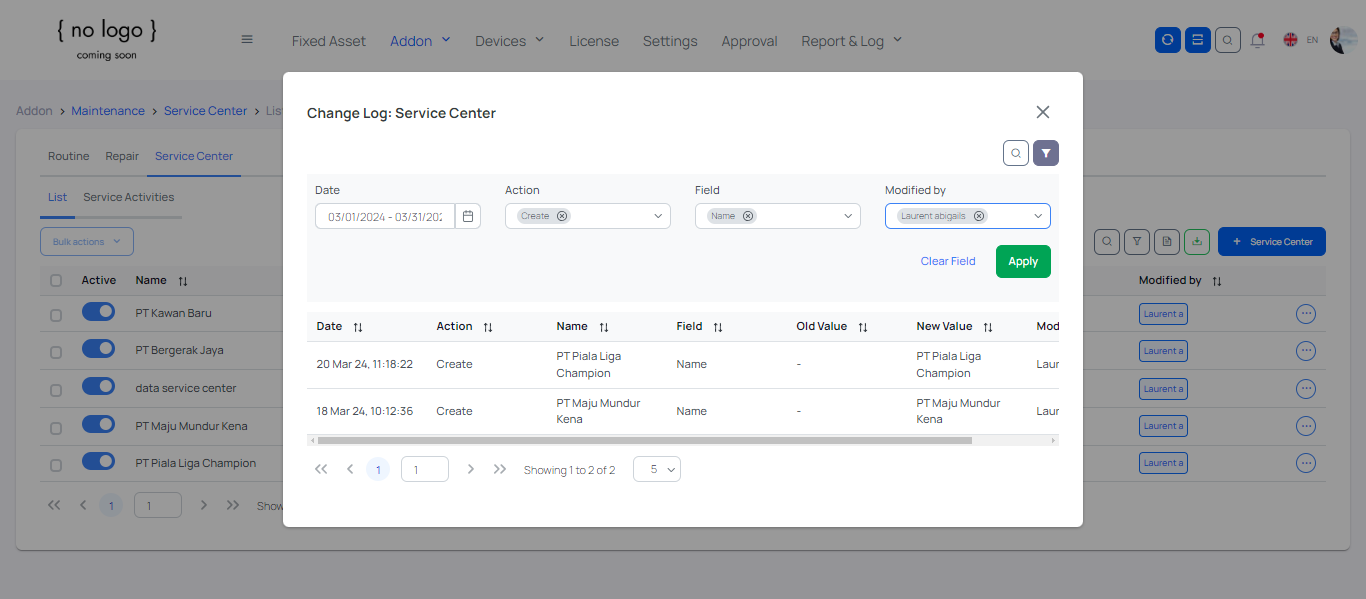 { no logo }
coming soon
Fixed Asset Addon Devices License Settings Approval Report & Log EN
Addon > Maintenance > Service Center > Lis
Change Log: Service Center
Routine Repair Service Center
List Service Activities
Date Action Field Modified by
03/01/2024 - 03/31/202 Create Name Laurent abigails
Bulk actions
+ Service Center
Clear Field Apply
Active Name Modified by
PT Kawan Baru Laurent a
PT Bergerak Jaya Laurent a
data service center Laurent a
PT Maju Mundur Kena Laurent a
PT Piala Liga Champion Laurent a
1 1 Show
Date Action Name Field Old Value New Value Mod
20 Mar 24, 11:18:22 Create PT Piala Liga Champion Name - PT Piala Liga Champion Laur
18 Mar 24, 10:12:36 Create PT Maju Mundur Kena Name - PT Maju Mundur Kena Laur
1 1 Showing 1 to 2 of 2 5